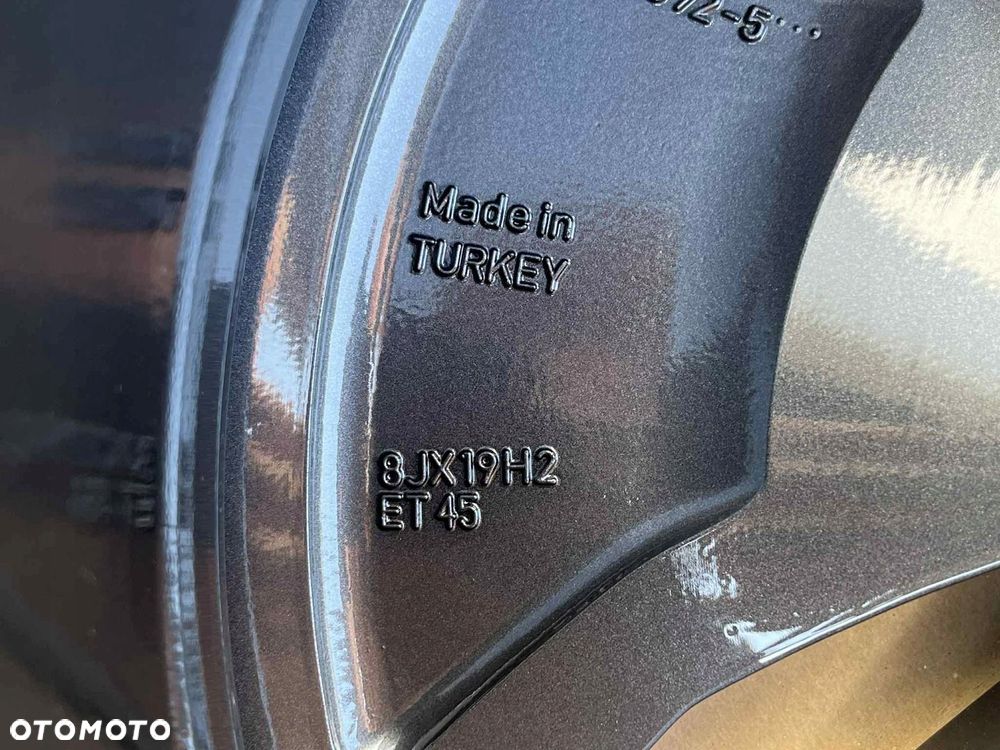 Made in
TURKEY
8JX19H2
ET 45
OTOMOTO